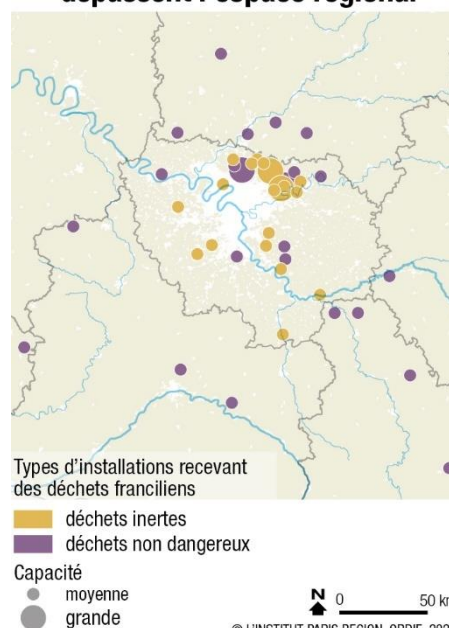 dépassent l'espace régional
Types d'installations recevant
des déchets franciliens
déchets inertes
déchets non dangereux
Capacité
moyenne
grande
N 0 50 km
© L'INSTITUT PARIS REGION, ORDIF, 202